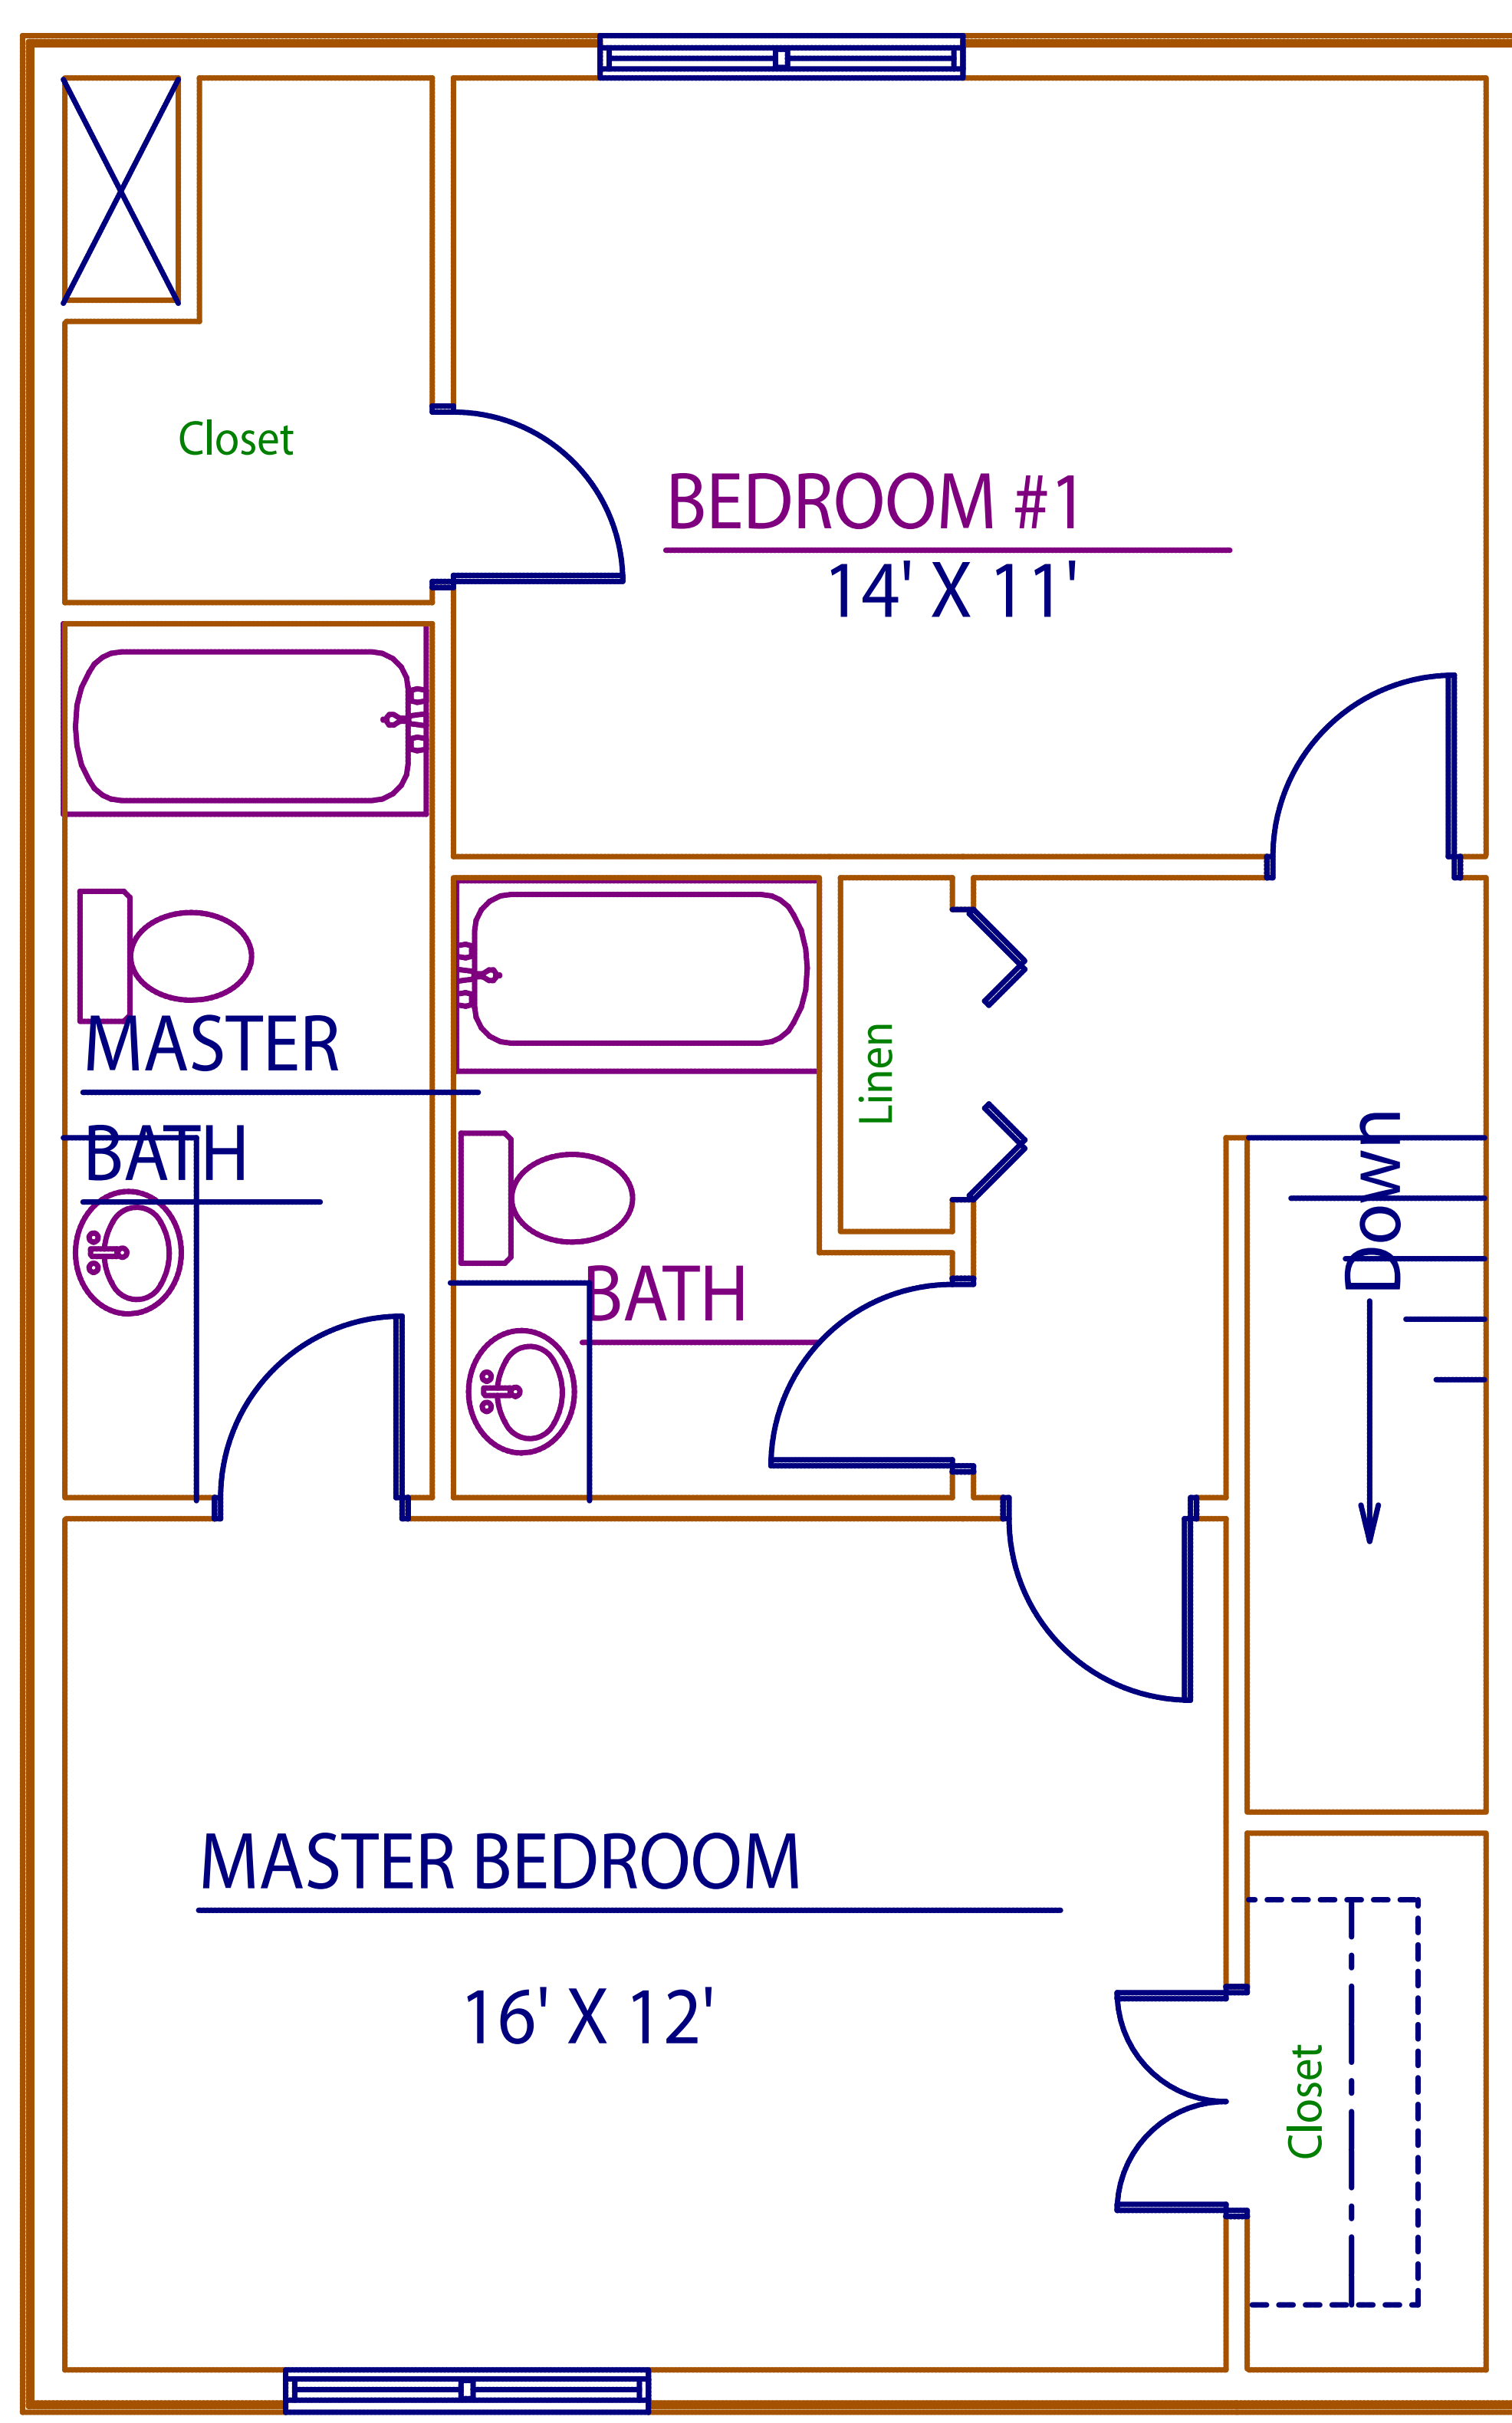 Closet
BEDROOM #1
14' X 11'
MASTER
BATH
Linen
Down
BATH
MASTER BEDROOM
16' X 12'
Closet